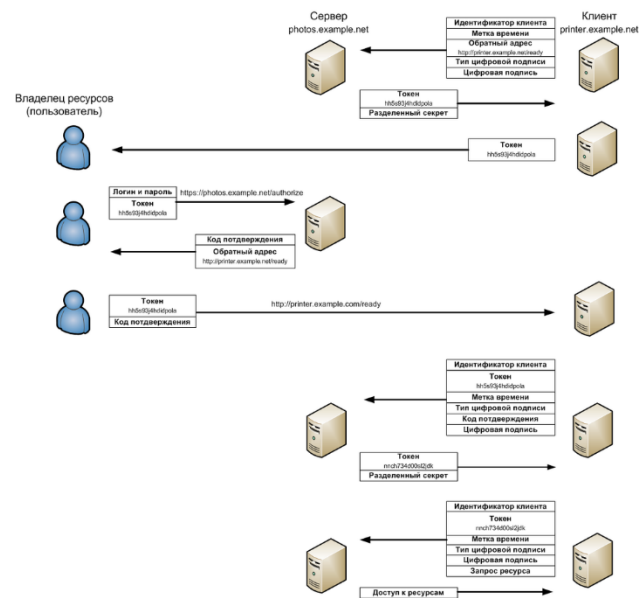 Сервер
photos.example.net
Клиент
printer.example.net
Идентификатор клиента
Метка времени
Обратный адрес
http://printer.example.net/ready
Тип цифровой подписи
Цифровая подпись
Токен
hh5s93j4hdidpola
Разделенный секрет
Владелец ресурсов
(пользователь)
Токен
hh5s93j4hdidpola
Логин и пароль
https://photos.example.net/authorize
Токен
hh5s93j4hdidpola
Код потдверждения
Обратный адрес
http://printer.example.net/ready
Токен
hh5s93j4hdidpola
Код потдверждения
http://printer.example.com/ready
Идентификатор клиента
Токен
hh5s93j4hdidpola
Метка времени
Тип цифровой подписи
Код потдверждения
Цифровая подпись
Токен
nnch734d00sl2jdk
Разделенный секрет
Идентификатор клиента
Токен
nnch734d00sl2jdk
Метка времени
Тип цифровой подписи
Цифровая подпись
Запрос ресурса
Доступ к ресурсам